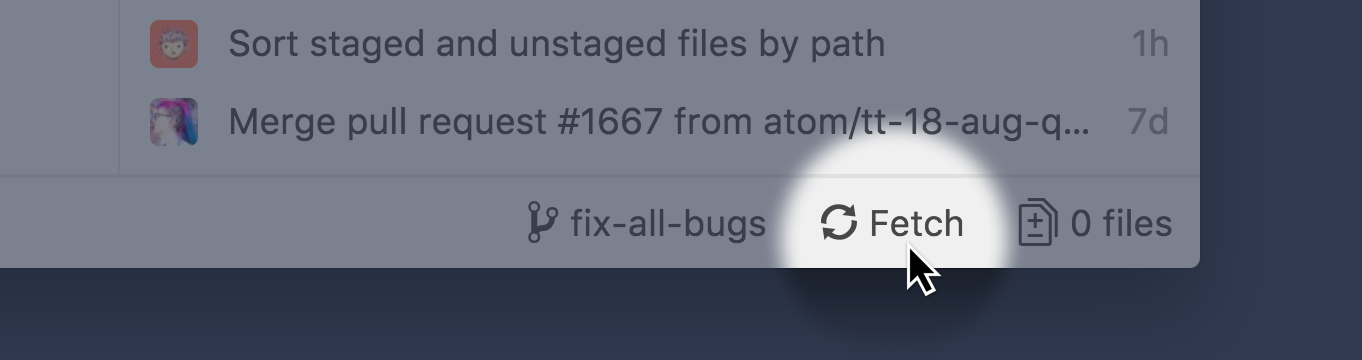 Sort staged and unstaged files by path 1h
Merge pull request #1667 from atom/tt-18-aug-q... 7d
fix-all-bugs Fetch 0 files